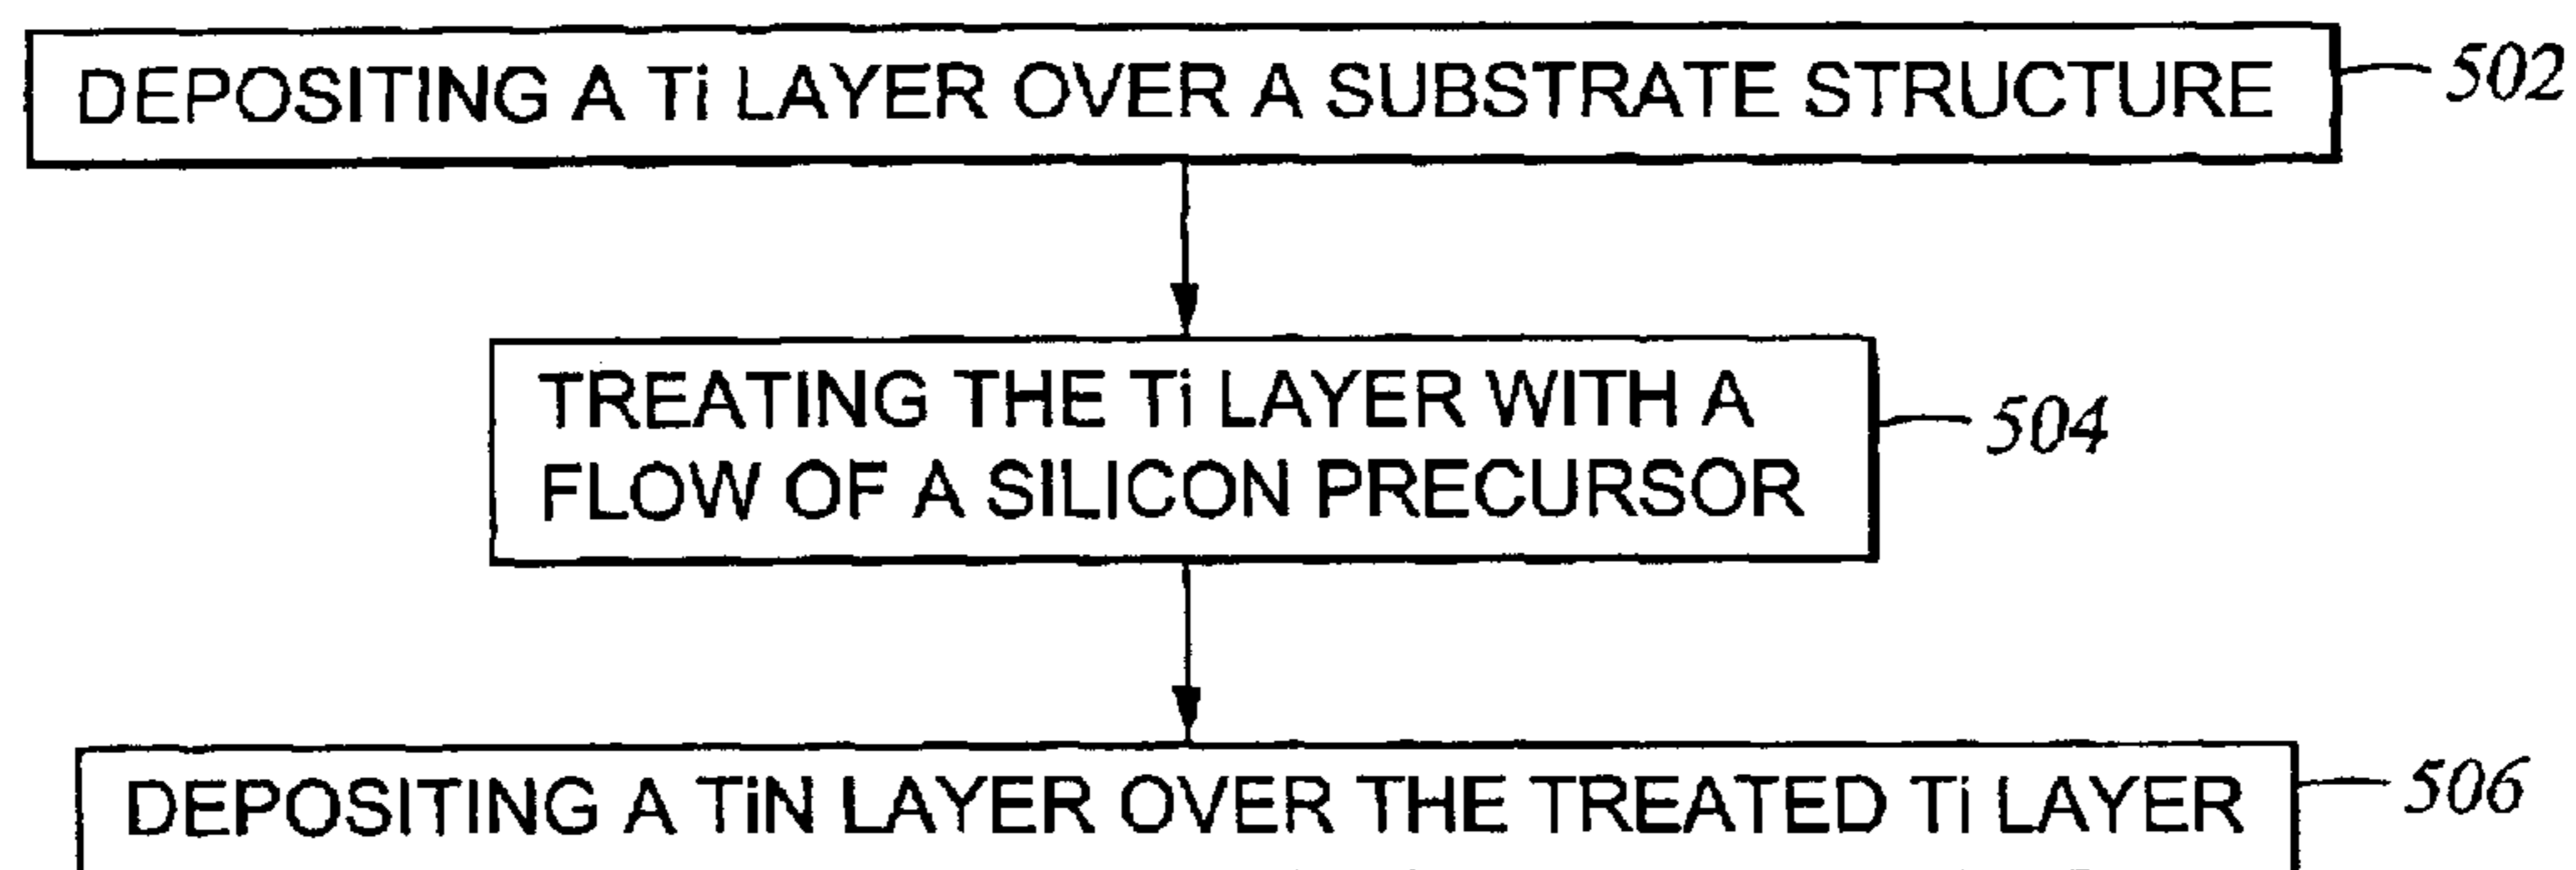 DEPOSITING A Ti LAYER OVER A SUBSTRATE STRUCTURE 502
TREATING THE Ti LAYER WITH A
FLOW OF A SILICON PRECURSOR 504
DEPOSITING A TiN LAYER OVER THE TREATED Ti LAYER 506